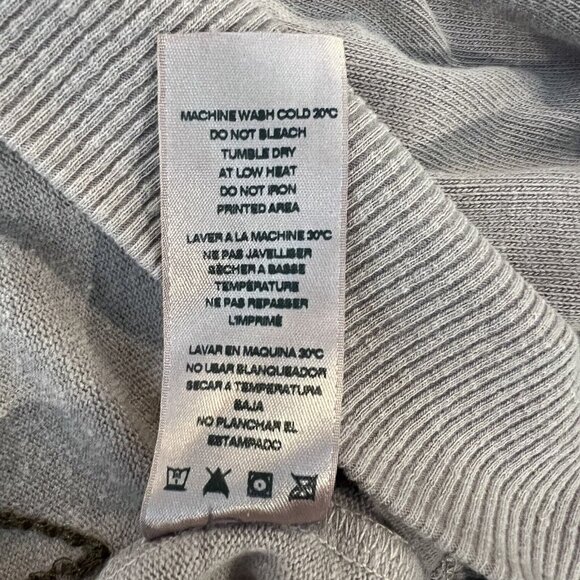 MACHINE WASH COLD 30°C
DO NOT BLEACH
TUMBLE DRY
AT LOW HEAT
DO NOT IRON
PRINTED AREA
LAVER A LA MACHINE 30°C
NE PAS JAVELLISER
SÉCHER A BASSE
TEMPÉRATURE
NE PAS REPASSER
L'IMPRIMÉ
LAVAR EN MAQUINA 30°C
NO USAR BLANQUEADOR
SECAR A TEMPERATURA
BAJA
NO PLANCHAR EL
ESTAMPADO